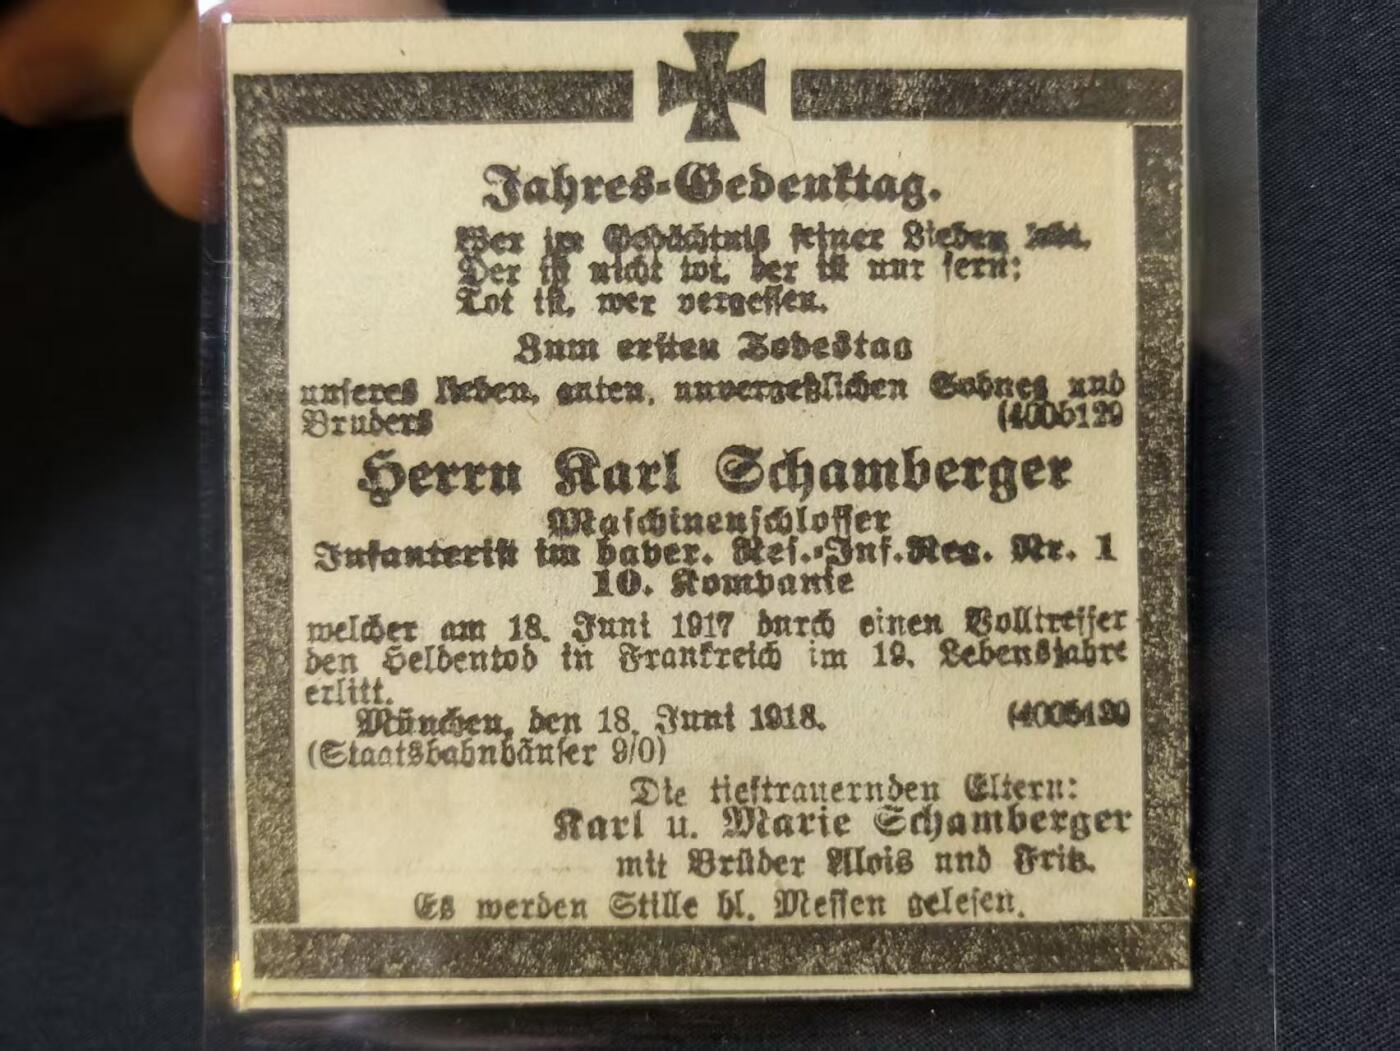 Jahres-Gedenktag.
Wer im Gedächtnis seiner Lieben lebt,
Der ist nicht tot, der ist nur fern;
Tot ist, wer vergessen.
Zum ersten Todestag
unseres lieben, guten, unvergeßlichen Sohnes und
Bruders (400b129
Herrn Karl Schamberger
Maschinenschlosser
Infanterist im bayer. Res.-Inf.Reg. Nr. 1
10. Kompanie
welcher am 18. Juni 1917 durch einen Volltreffer
den Heldentod in Frankreich im 19. Lebensjahre
erlitt.
München, den 18. Juni 1918. (400b129
(Staatsbahnhäuser 9/0)
Die tieftrauernden Eltern:
Karl u. Marie Schamberger
mit Brüder Alois und Fritz.
Es werden Stille hl. Messen gelesen.